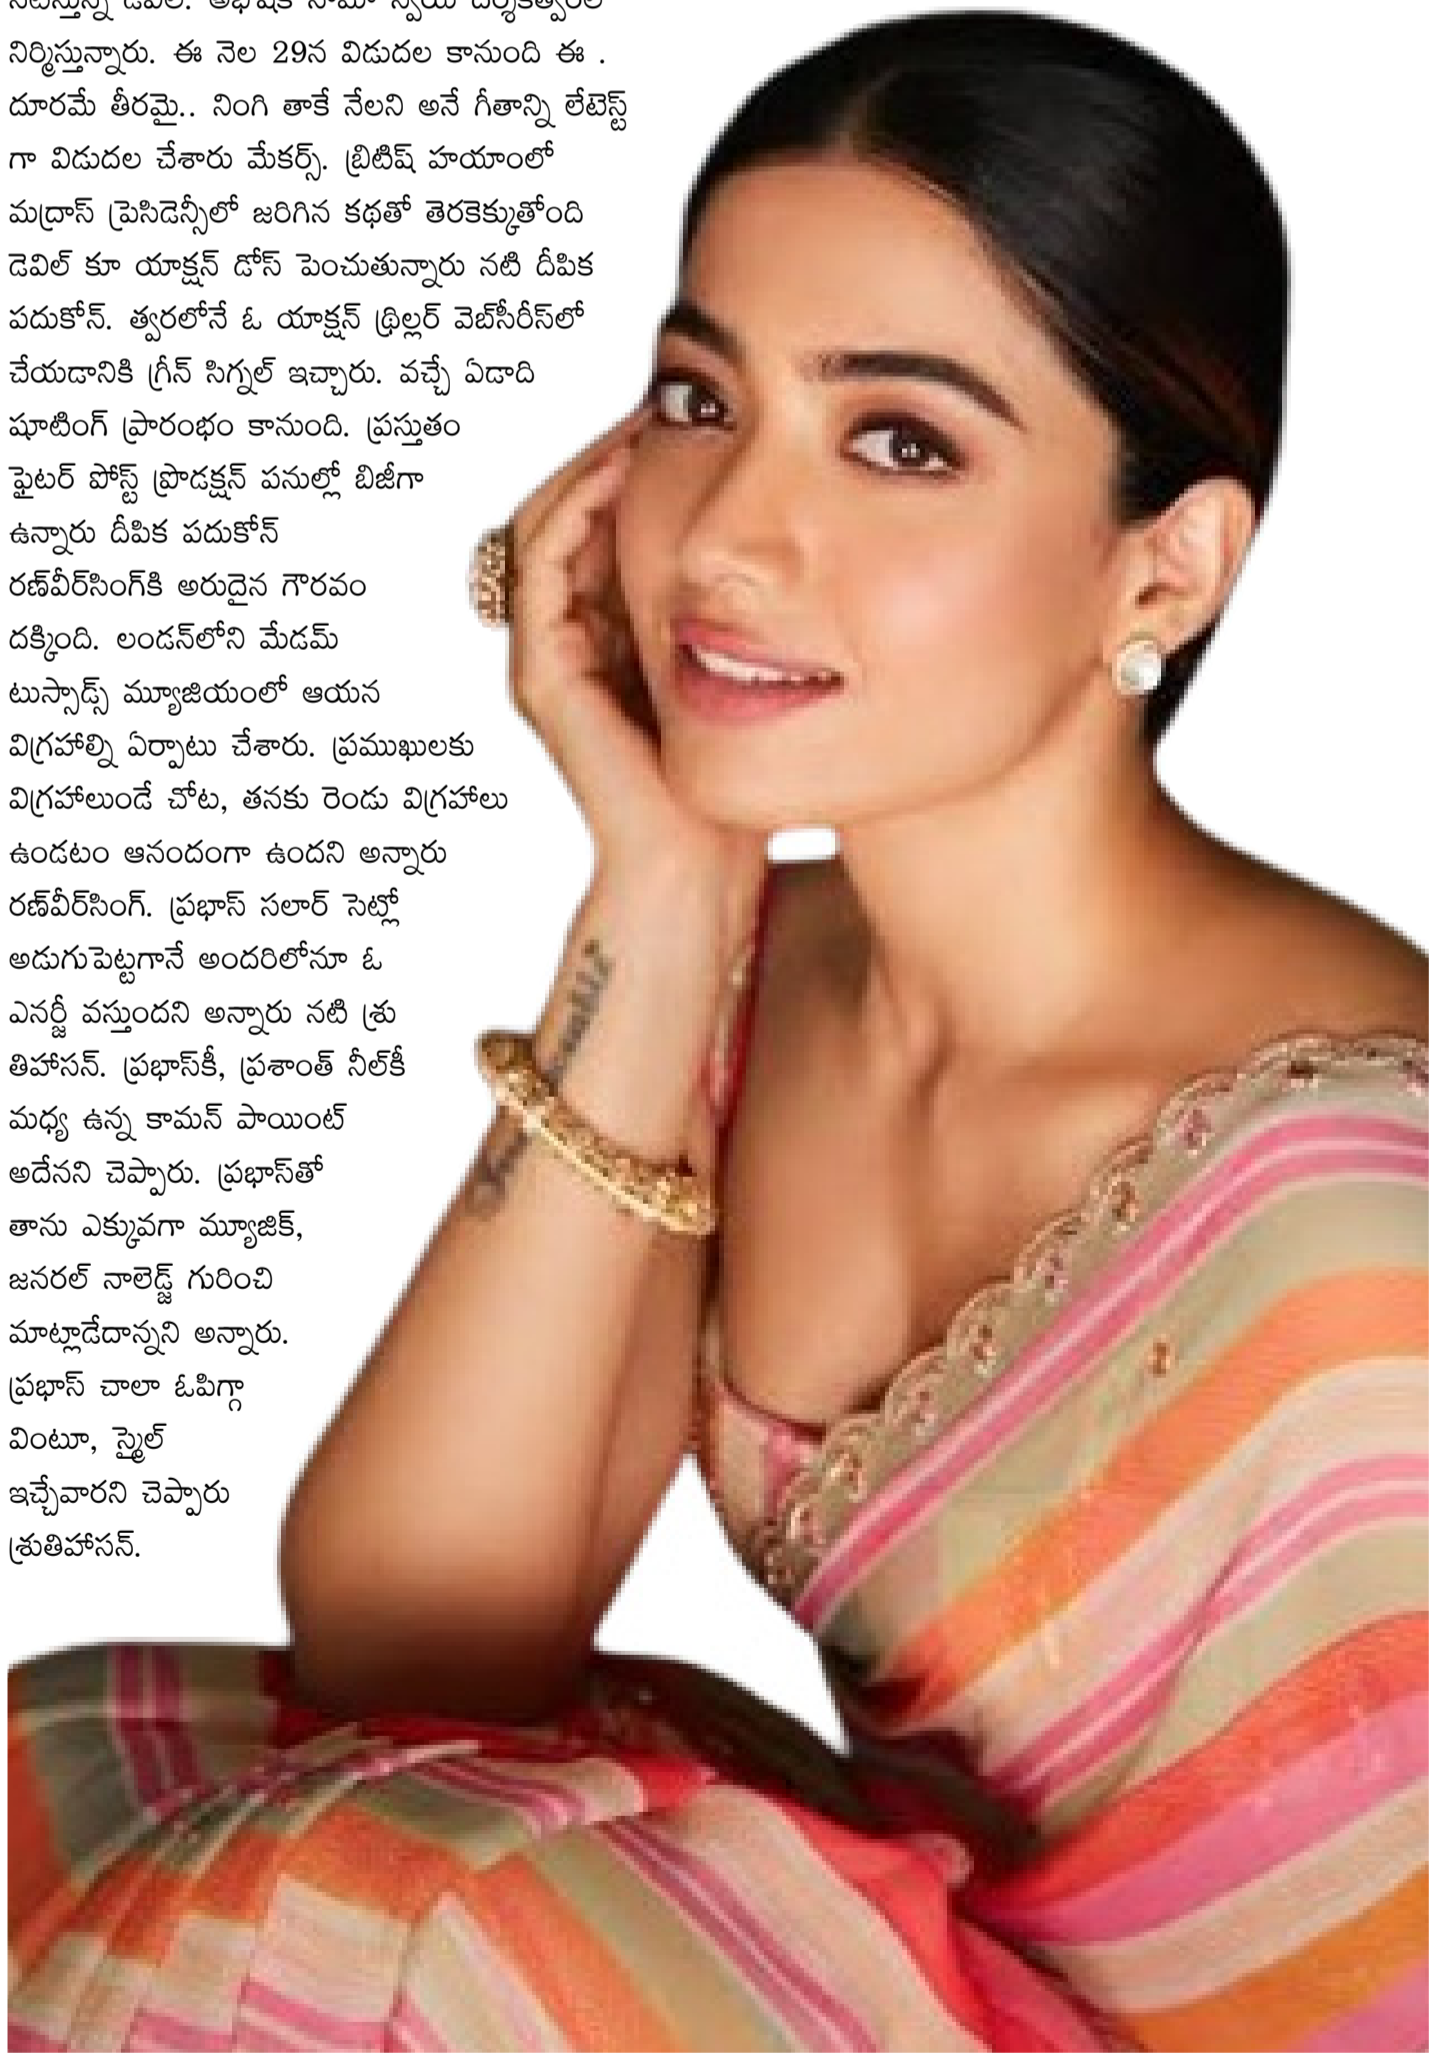 నటిస్తున్న డెవిల్. అభిషేక్ నామా స్వీయ దర్శకత్వంలో
నిర్మిస్తున్నారు. ఈ నెల 29న విడుదల కానుంది ఈ .
దూరమే తీరమై.. నింగి తాకే నేలని అనే గీతాన్ని లేటెస్ట్
గా విడుదల చేశారు మేకర్స్. బ్రిటిష్ హయాంలో
మద్రాస్ ప్రెసిడెన్సీలో జరిగిన కథతో తెరకెక్కుతోంది
డెవిల్ కూ యాక్షన్ డోస్ పెంచుతున్నారు నటి దీపిక
పదుకోన్. త్వరలోనే ఓ యాక్షన్ థ్రిల్లర్ వెబ్‌సీరీస్‌లో
చేయడానికి గ్రీన్ సిగ్నల్ ఇచ్చారు. వచ్చే ఏడాది
షూటింగ్ ప్రారంభం కానుంది. ప్రస్తుతం
ఫైటర్ పోస్ట్ ప్రొడక్షన్ పనుల్లో బిజీగా
ఉన్నారు దీపిక పదుకోన్
రణ్‌వీర్‌సింగ్‌కి అరుదైన గౌరవం
దక్కింది. లండన్‌లోని మేడమ్
టుస్సాడ్స్ మ్యూజియంలో ఆయన
విగ్రహాల్ని ఏర్పాటు చేశారు. ప్రముఖులకు
విగ్రహాలుండే చోట, తనకు రెండు విగ్రహాలు
ఉండటం ఆనందంగా ఉందని అన్నారు
రణ్‌వీర్‌సింగ్. ప్రభాస్ సలార్ సెట్లో
అడుగుపెట్టగానే అందరిలోనూ ఓ
ఎనర్జీ వస్తుందని అన్నారు నటి శ్రు
తిహాసన్. ప్రభాస్‌కీ, ప్రశాంత్ నీల్‌కీ
మధ్య ఉన్న కామన్ పాయింట్
అదేనని చెప్పారు. ప్రభాస్‌తో
తాను ఎక్కువగా మ్యూజిక్,
జనరల్ నాలెడ్జ్ గురించి
మాట్లాడేదాన్నని అన్నారు.
ప్రభాస్ చాలా ఓపిగ్గా
వింటూ, స్మైల్
ఇచ్చేవారని చెప్పారు
శ్రుతిహాసన్.